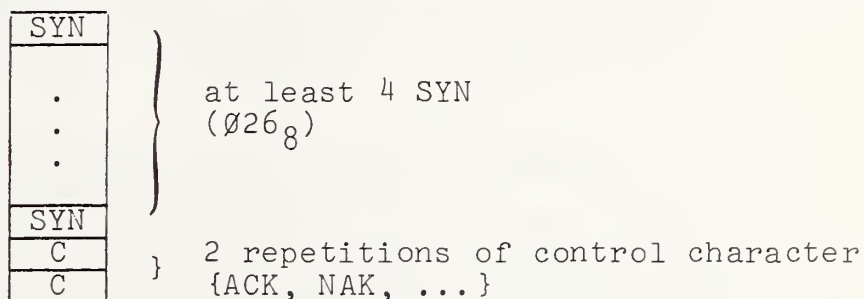 SYN
.
.
.
at least 4 SYN
(Ø26₈)
SYN
C
C
} 2 repetitions of control character
{ACK, NAK, ...}